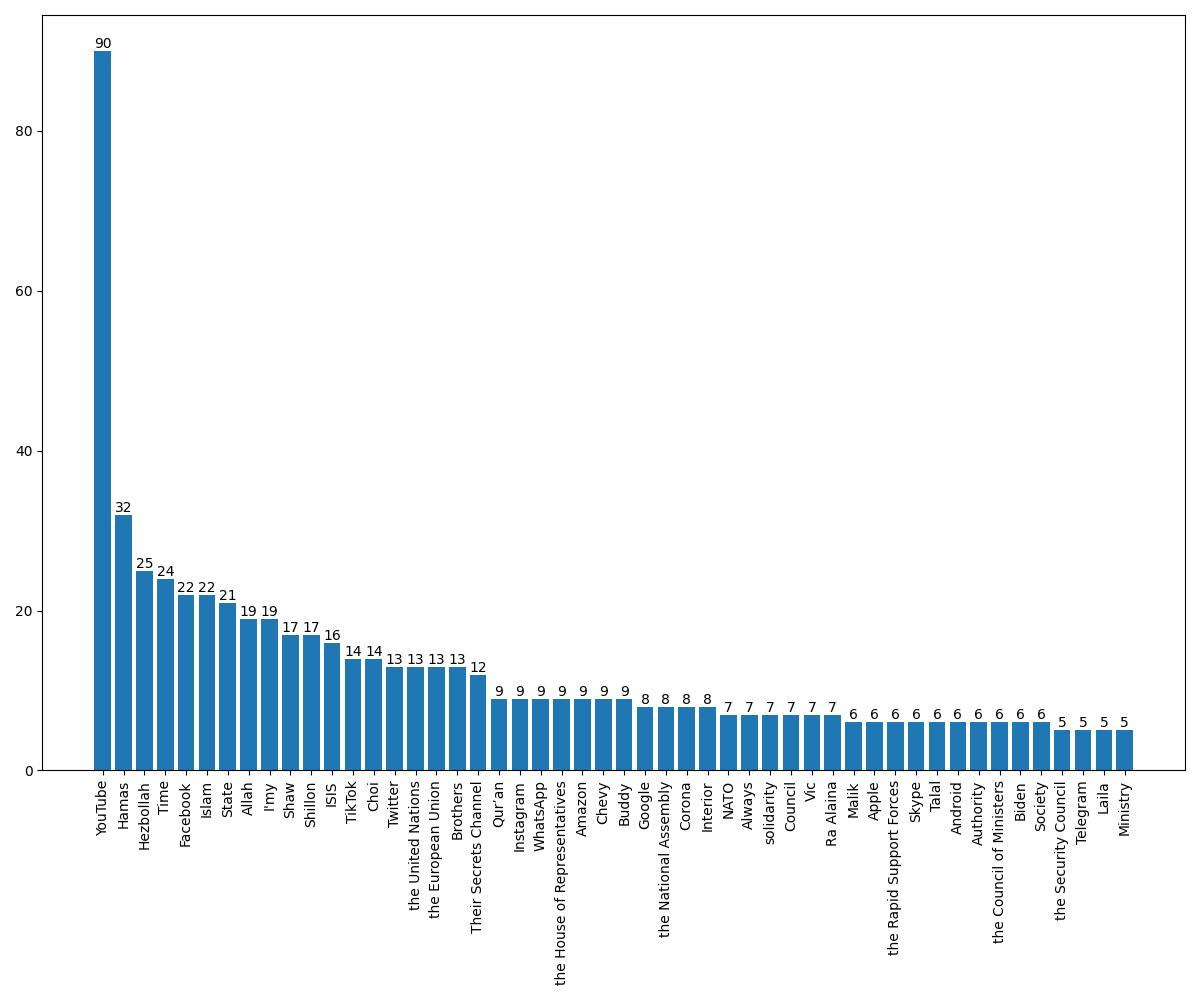 90
80
60
40
20
0
32
25
24
22
22
21
19
19
17
17
16
14
14
13
13
13
13
12
9
9
9
9
9
9
9
8
8
8
8
7
7
7
7
7
7
6
6
6
6
6
6
6
6
6
6
5
5
5
5
YouTube
Hamas
Hezbollah
Time
Facebook
Islam
State
Allah
I'my
Shaw
Shillon
ISIS
TikTok
Choi
Twitter
the United Nations
the European Union
Brothers
Their Secrets Channel
Qur’an
Instagram
WhatsApp
the House of Representatives
Amazon
Chevy
Buddy
Google
the National Assembly
Corona
Interior
NATO
Always
solidarity
Council
Vic
Ra Alaina
Malik
Apple
the Rapid Support Forces
Skype
Talal
Android
Authority
the Council of Ministers
Biden
Society
the Security Council
Telegram
Laila
Ministry